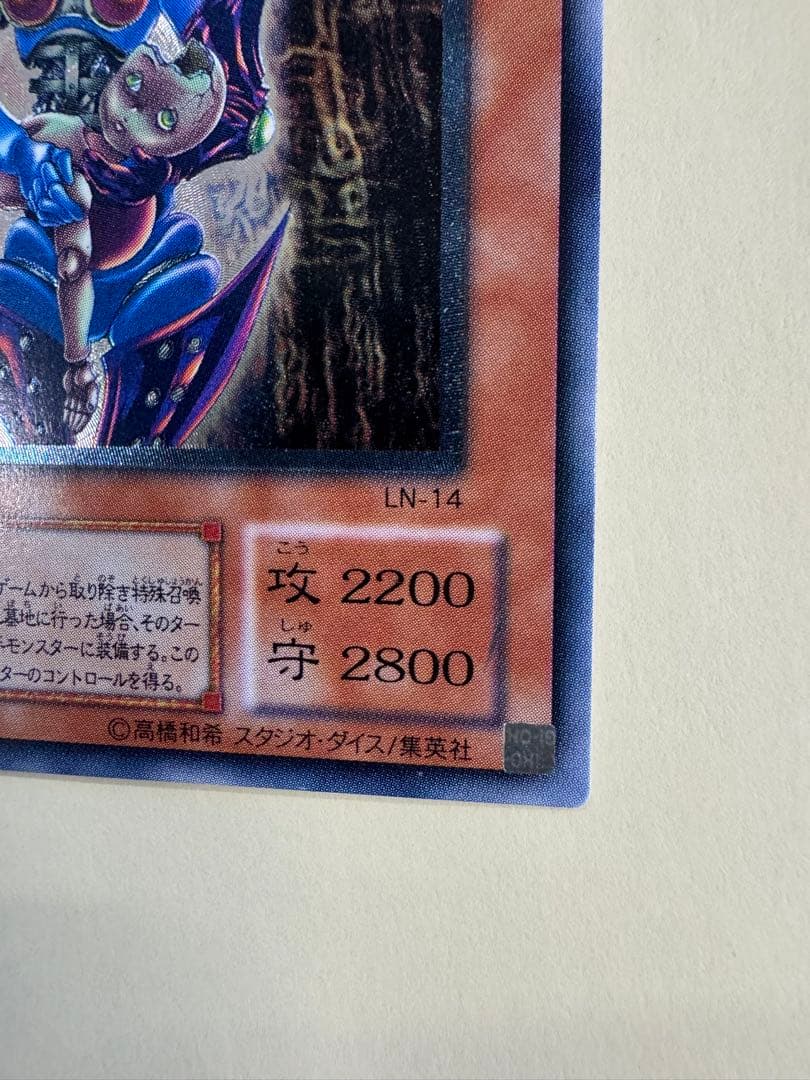 LN-14
こう
攻 2200
しゅ
守 2800
ゲームから取り除き特殊召喚
墓地に行った場合、そのター
モンスターに装備する。この
ターのコントロールを得る。
©高橋和希 スタジオ・ダイス/集英社